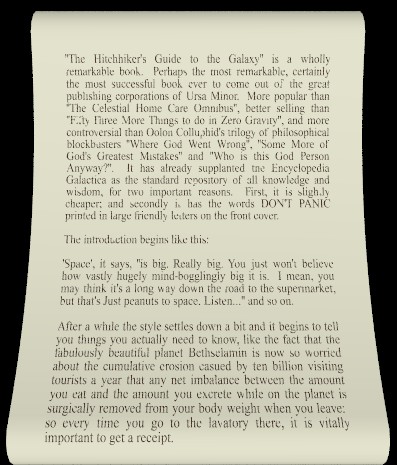 "The Hitchhiker's Guide to the Galaxy" is a wholly
remarkable book. Perhaps the most remarkable, certainly
the most successful book ever to come out of the great
publishing corporations of Ursa Minor. More popular than
"The Celestial Home Care Omnibus", better selling than
"Fifty Three More Things to do in Zero Gravity", and more
controversial than Oolon Colluphid's trilogy of philosophical
blockbusters "Where God Went Wrong", "Some More of
God's Greatest Mistakes" and "Who is this God Person
Anyway?". It has already supplanted the Encyclopedia
Galactica as the standard repository of all knowledge and
wisdom, for two important reasons. First, it is slightly
cheaper; and secondly it has the words DON'T PANIC
printed in large friendly letters on the front cover.
The introduction begins like this:
'Space', it says, "is big. Really big. You just won't believe
how vastly hugely mind-bogglingly big it is. I mean, you
may think it's a long way down the road to the supermarket,
but that's Just peanuts to space. Listen..." and so on.
After a while the style settles down a bit and it begins to tell
you things you actually need to know, like the fact that the
fabulously beautiful planet Bethselamin is now so worried
about the cumulative erosion casued by ten billion visiting
tourists a year that any net imbalance between the amount
you eat and the amount you excrete while on the planet is
surgically removed from your body weight when you leave:
so every time you go to the lavatory there, it is vitally
important to get a receipt.